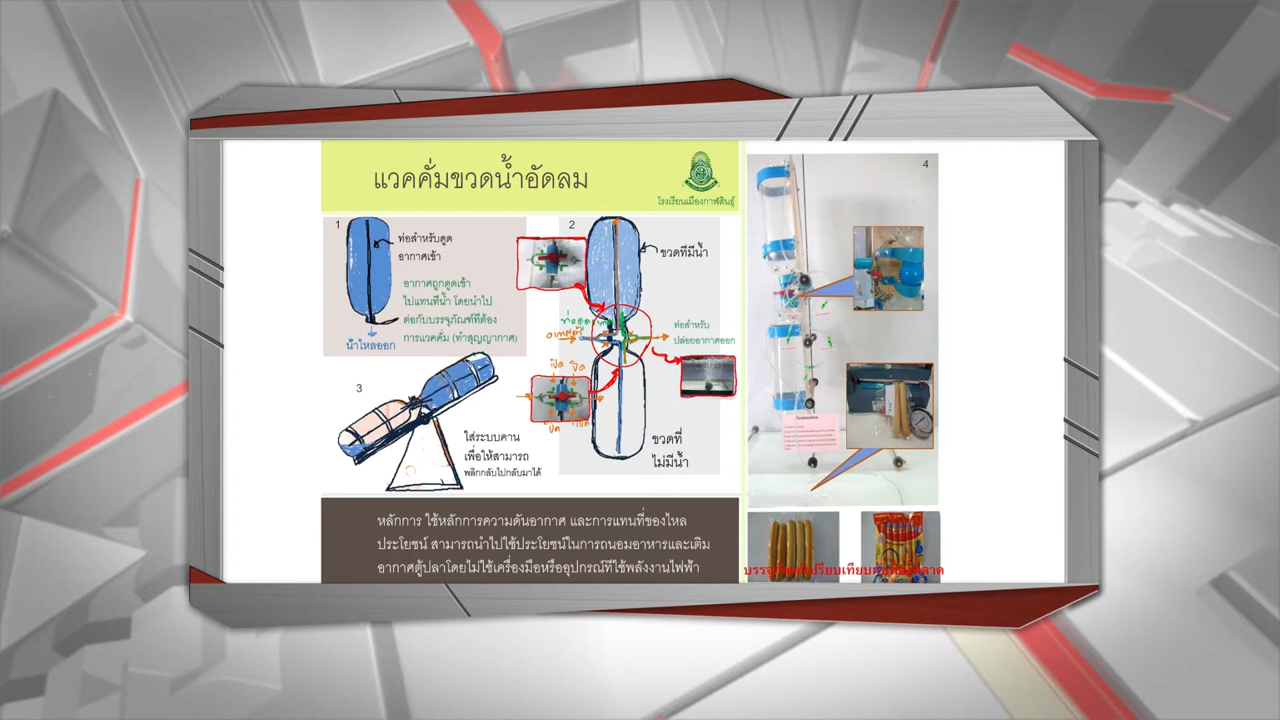 แวคคั่มขวดน้ำอัดลม
โรงเรียนเมืองกาฬสินธุ์
1
ท่อสำหรับดูด
อากาศเข้า
อากาศถูกดูดเข้า
ไปแทนที่น้ำ โดยนำไป
ต่อกับบรรจุภัณฑ์ที่ต้อง
การแวคคั่ม (ทำสุญญากาศ)
น้ำไหลออก
2
ขวดที่มีน้ำ
ท่อสำหรับ
ปล่อยอากาศออก
ปิด
ปิด
ขวดที่
ไม่มีน้ำ
3
ใส่ระบบคาน
เพื่อให้สามารถ
พลิกกลับไปกลับมาได้
4
หลักการ ใช้หลักการความดันอากาศ และการแทนที่ของไหล
ประโยชน์ สามารถนำไปใช้ประโยชน์ในการถนอมอาหารและเติม
อากาศตู้ปลาโดยไม่ใช้เครื่องมือหรืออุปกรณ์ที่ใช้พลังงานไฟฟ้า